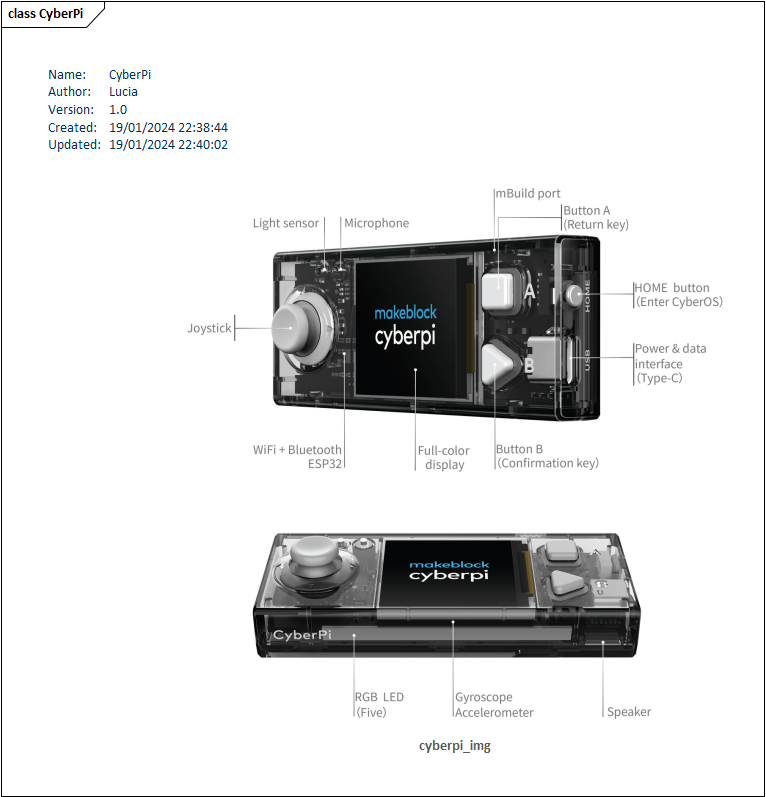 class CyberPi
Name: CyberPi
Author: Lucia
Version: 1.0
Created: 19/01/2024 22:38:44
Updated: 19/01/2024 22:40:02
mBuild port
Light sensor
Microphone
Button A
(Return key)
HOME button
(Enter CyberOS)
Joystick
Power & data
interface
(Type-C)
makeblock
cyberpi
A
B
HOME
USB
WiFi + Bluetooth
ESP32
Full-color
display
Button B
(Confirmation key)
makeblock
cyberpi
CyberPi
RGB LED
(Five)
Gyroscope
Accelerometer
Speaker
cyberpi_img